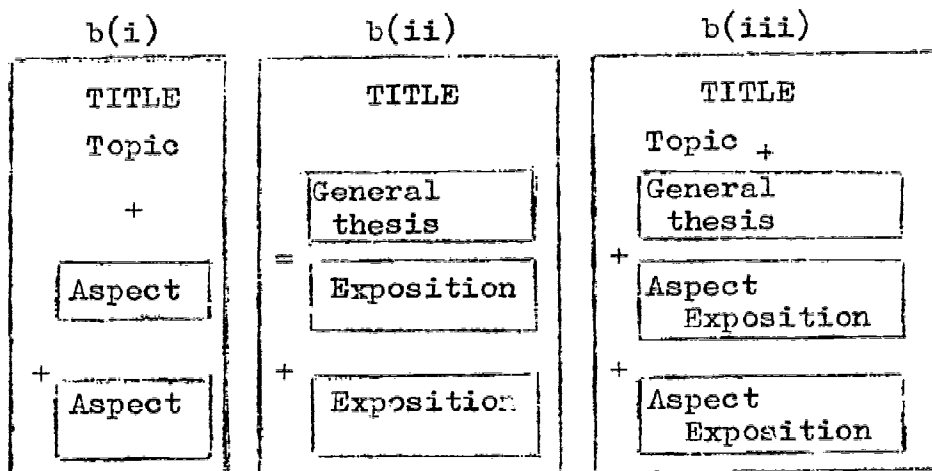 b(i)
TITLE
Topic
+
Aspect
+
Aspect
b(ii)
TITLE
General
thesis
=
Exposition
+
Exposition
b(iii)
TITLE
Topic +
General
thesis
+
Aspect
Exposition
+
Aspect
Exposition